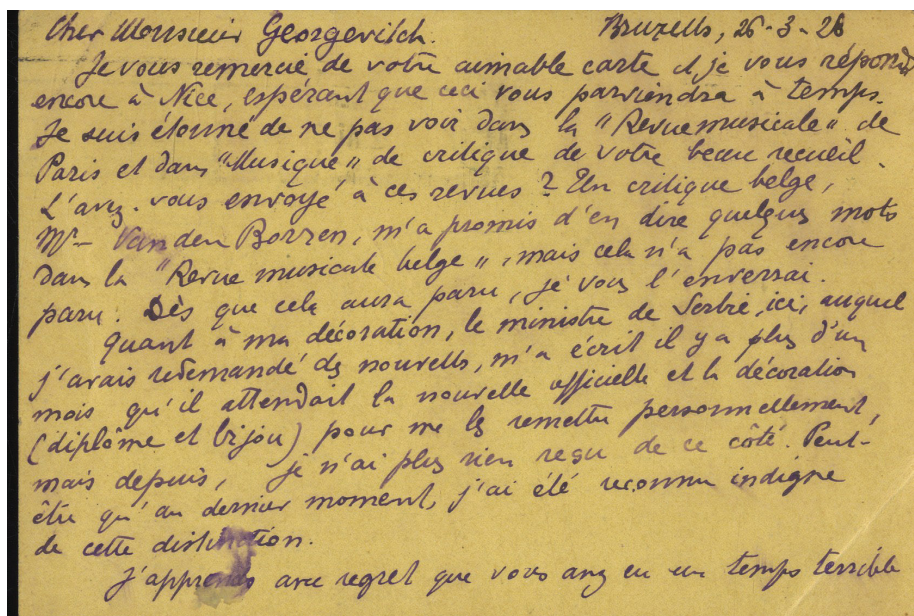 Cher Monsieur Georgevitch. Bruxelles, 26-3-28
Je vous remercie de votre aimable carte et je vous réponds
encore à Nice, espérant que ceci vous parviendra à temps.
Je suis étonné de ne pas voir dans la "Revue musicale" de
Paris et dans "Musique" de critique de votre beau recueil.
L'avez-vous envoyé à ces revues ? Un critique belge,
Mr Van den Borren, m'a promis d'en dire quelques mots
dans la "Revue musicale belge", mais cela n'a pas encore
paru. Dès que cela aura paru, je vous l'enverrai.
Quant à ma décoration, le ministre de Serbie, ici, auquel
j'avais redemandé des nouvelles, m'a écrit il y a plus d'un
mois qu'il attendait la nouvelle officielle et la décoration
(diplôme et bijou) pour me les remettre personnellement,
mais depuis, je n'ai plus rien reçu de ce côté. Peut-
être qu'au dernier moment, j'ai été reconnu indigne
de cette distinction.
J'apprends avec regret que vous avez eu un temps terrible